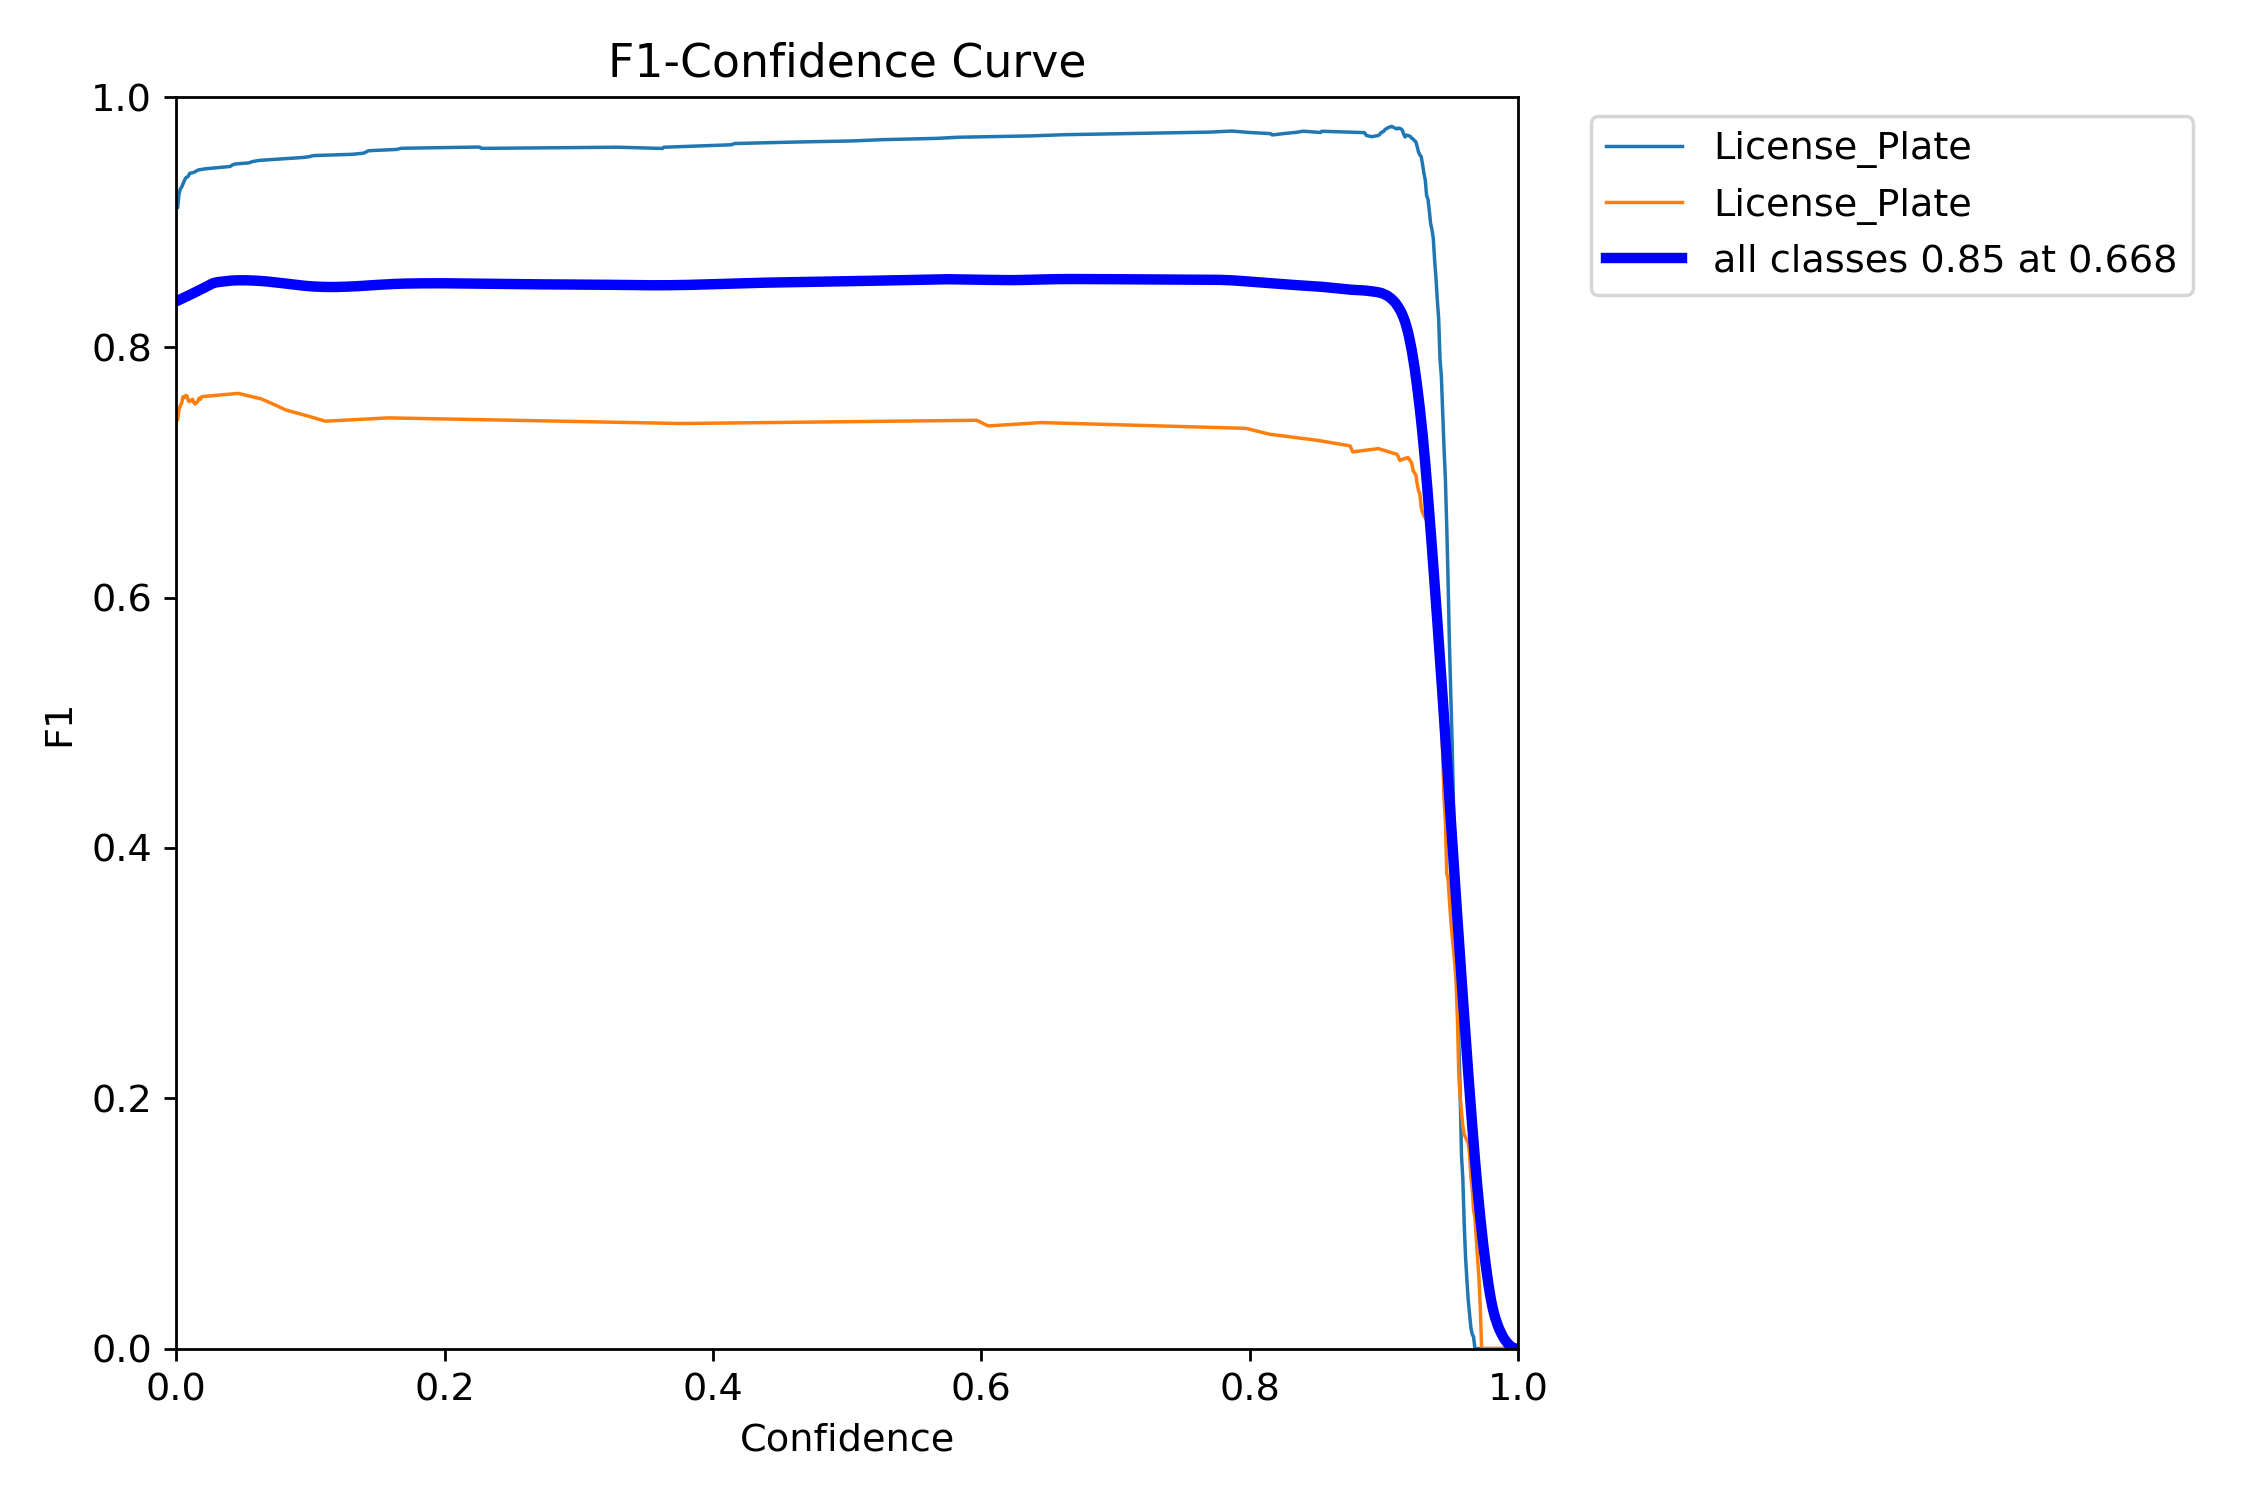 F1-Confidence Curve
License_Plate
License_Plate
all classes 0.85 at 0.668
1.0
0.8
0.6
0.4
0.2
0.0
F1
0.0 0.2 0.4 0.6 0.8 1.0
Confidence